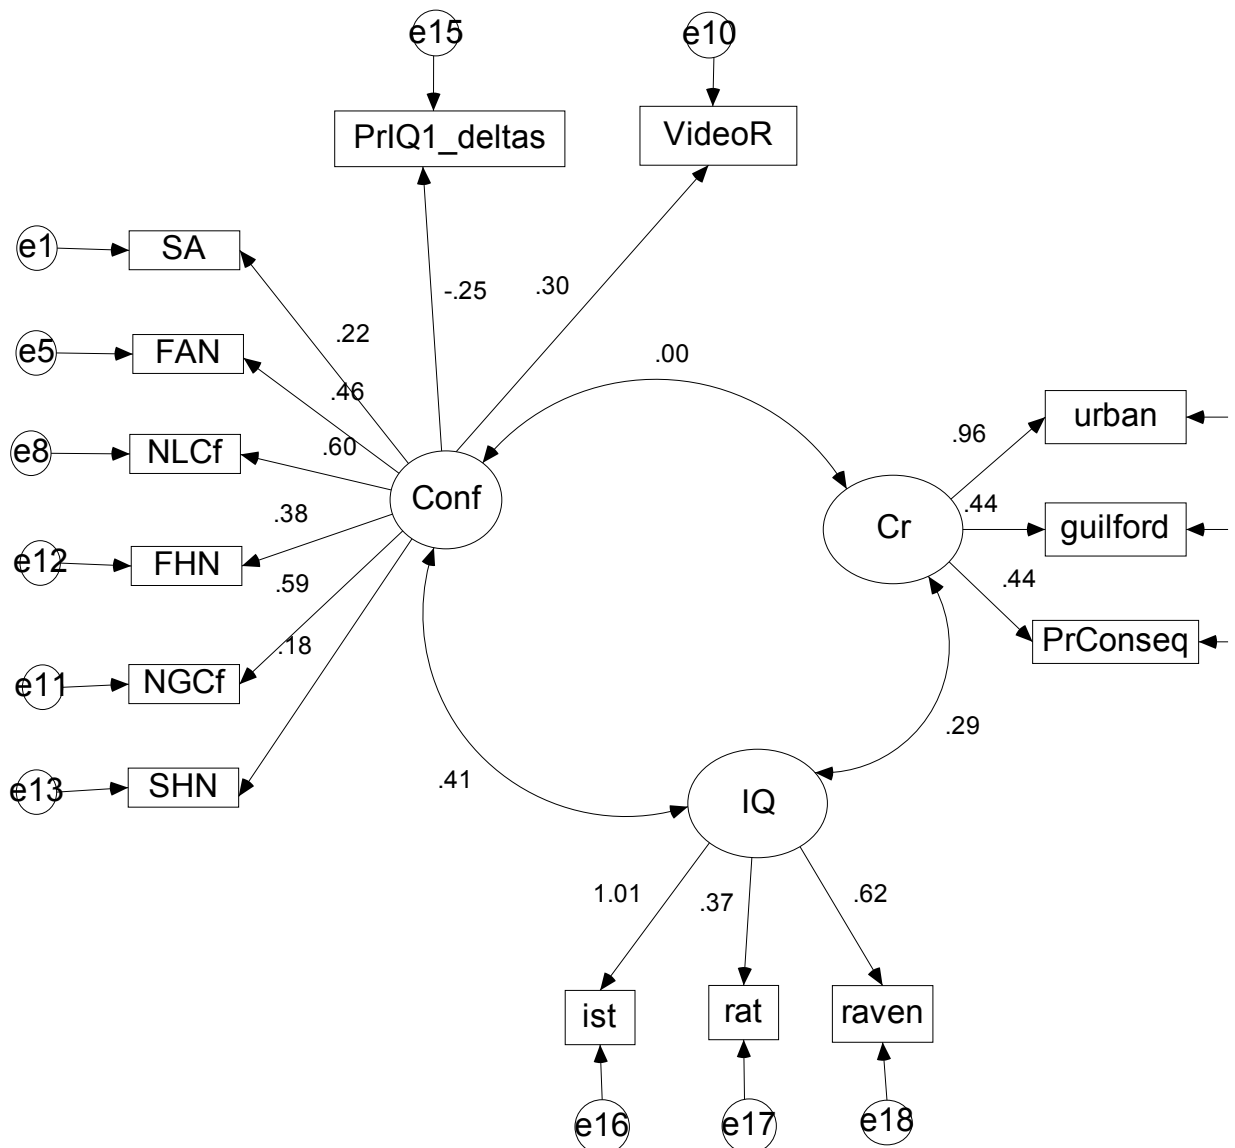 e15
e10
PrIQ1_deltas
VideoR
e1
SA
-.25
.30
.22
e5
FAN
.00
.46
urban
.96
e8
NLCf
.60
Conf
.44
Cr
guilford
.38
e12
FHN
.59
.44
.18
PrConseq
e11
NGCf
.29
e13
SHN
.41
IQ
1.01
.37
.62
ist
rat
raven
e16
e17
e18